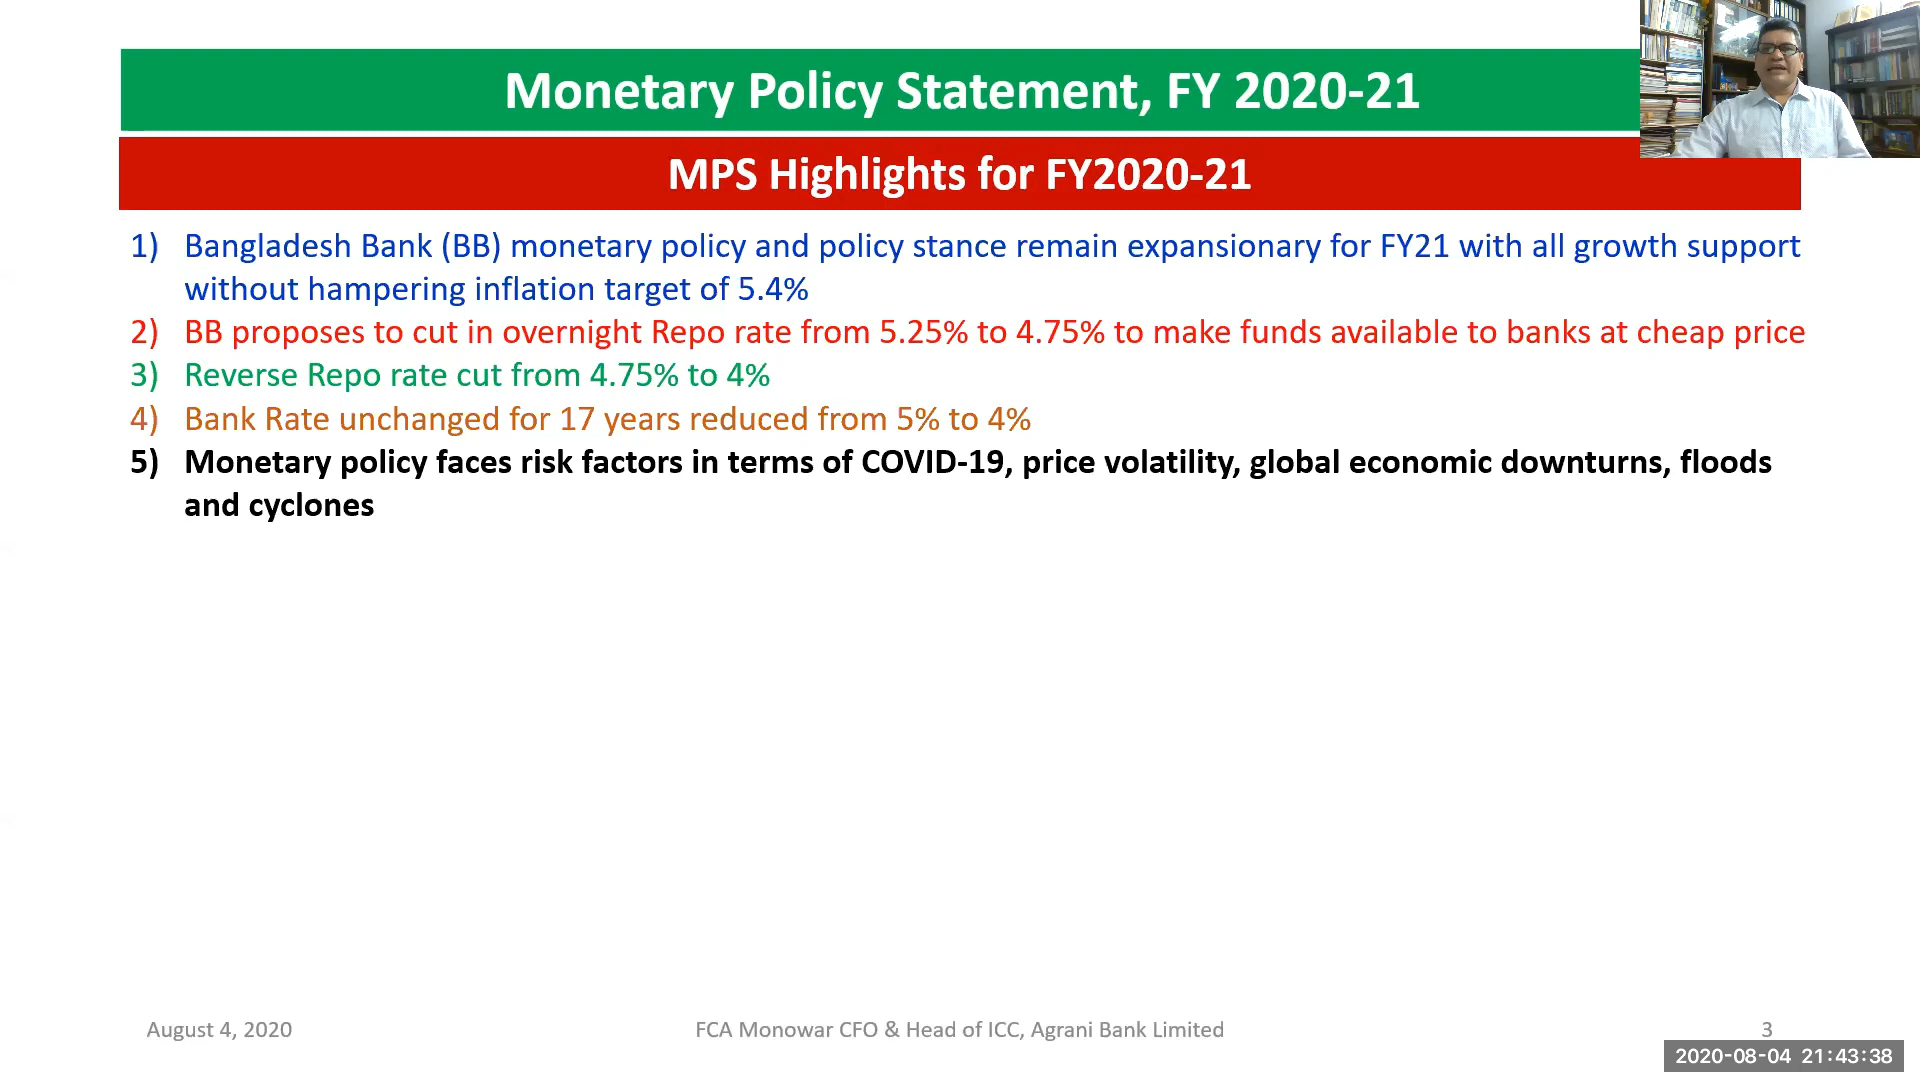 Monetary Policy Statement, FY 2020-21
MPS Highlights for FY2020-21
1) Bangladesh Bank (BB) monetary policy and policy stance remain expansionary for FY21 with all growth support
without hampering inflation target of 5.4%
2) BB proposes to cut in overnight Repo rate from 5.25% to 4.75% to make funds available to banks at cheap price
3) Reverse Repo rate cut from 4.75% to 4%
4) Bank Rate unchanged for 17 years reduced from 5% to 4%
5) Monetary policy faces risk factors in terms of COVID-19, price volatility, global economic downturns, floods
and cyclones
August 4, 2020
FCA Monowar CFO & Head of ICC, Agrani Bank Limited
3
2020-08-04 21:43:38